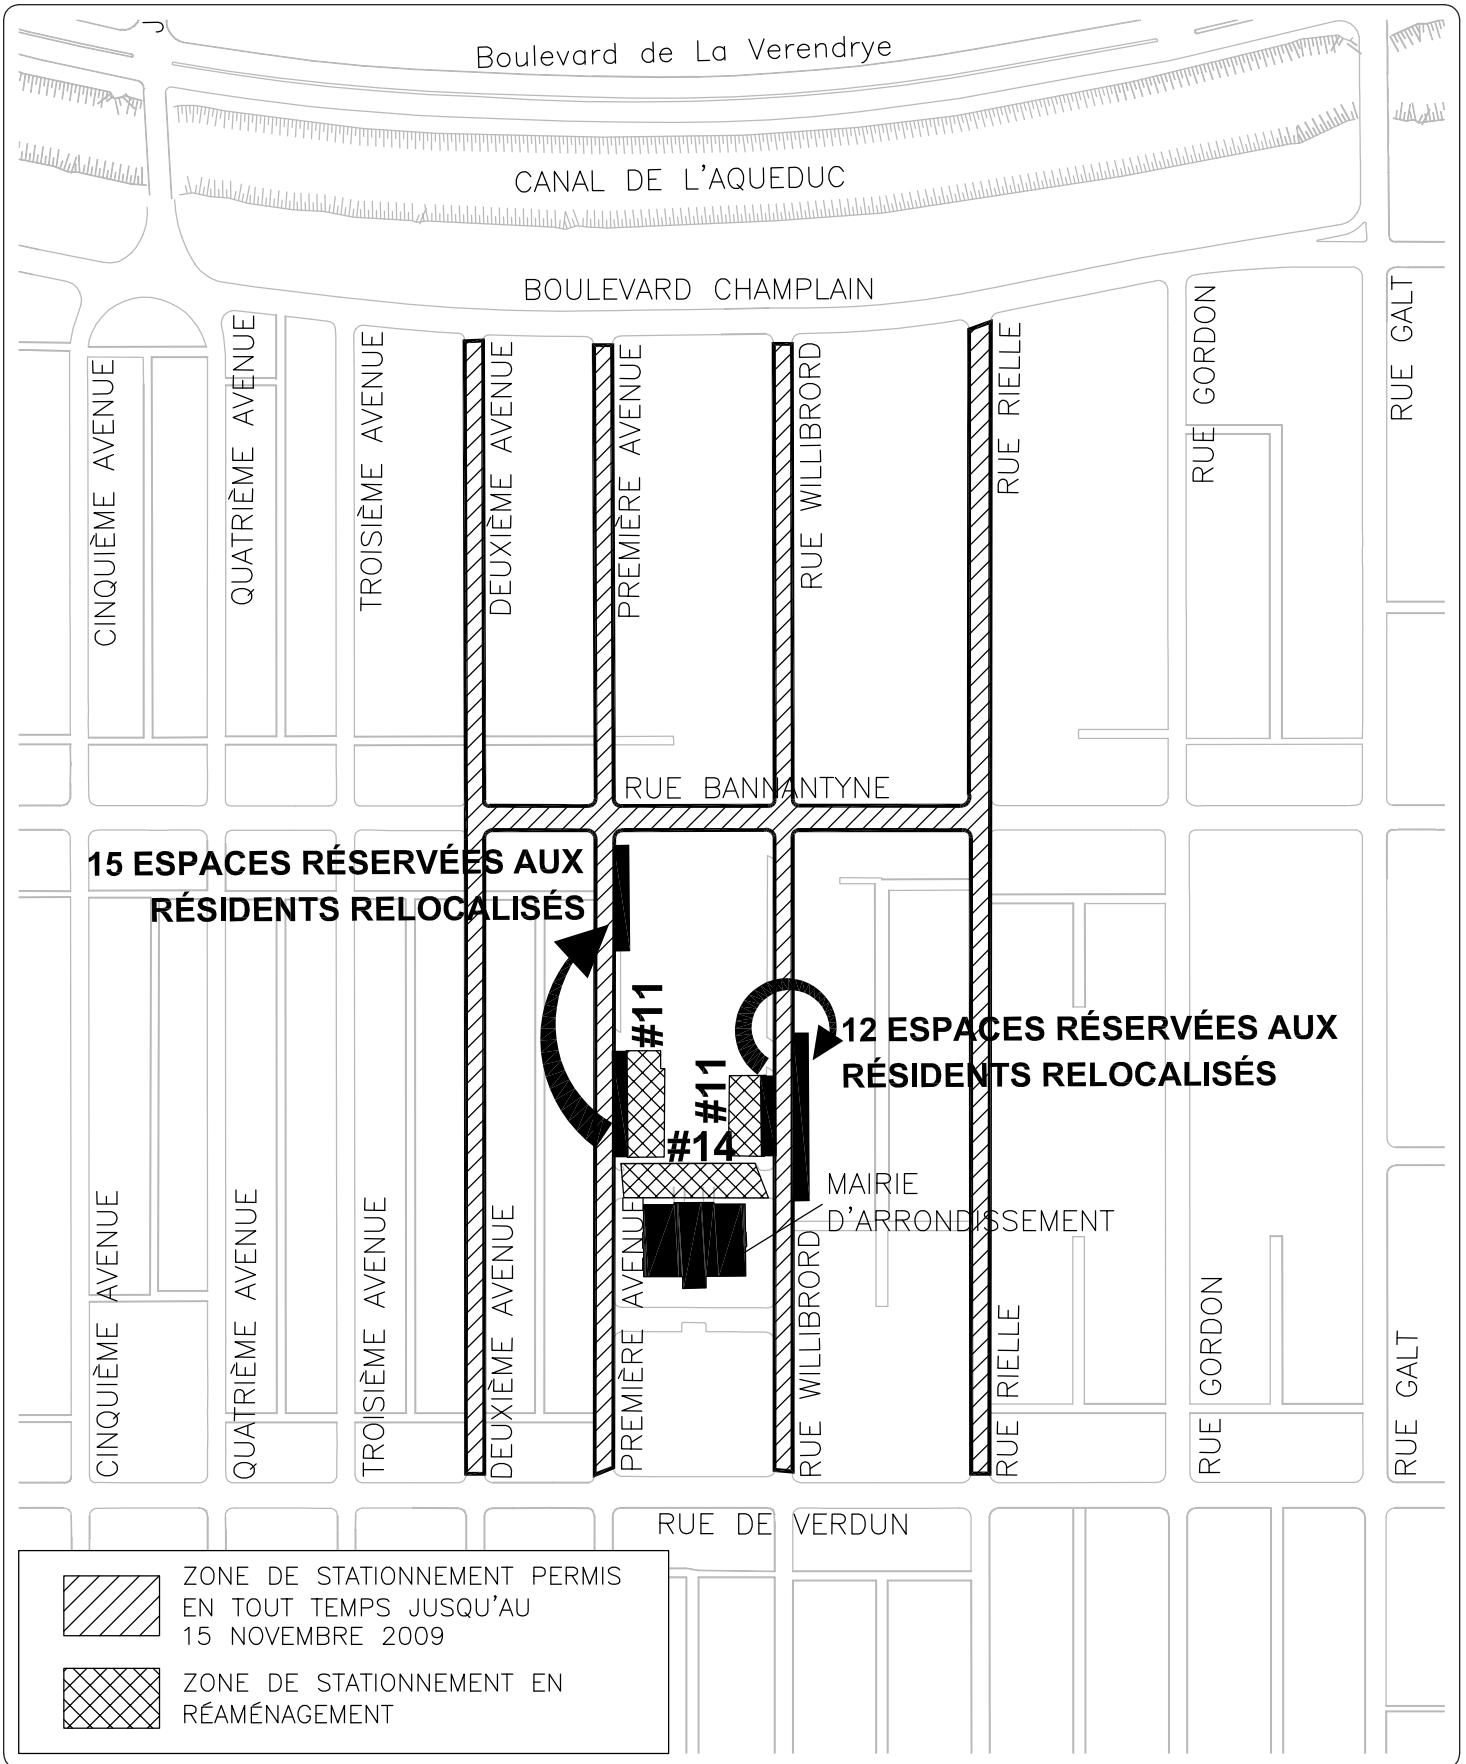 Boulevard de La Verendrye
CANAL DE L'AQUEDUC
BOULEVARD CHAMPLAIN
CINQUIÈME AVENUE
QUATRIÈME AVENUE
TROISIÈME AVENUE
DEUXIÈME AVENUE
PREMIÈRE AVENUE
RUE WILLIBRORD
RUE RIELLE
RUE GORDON
RUE GALT
RUE BANNANTYNE
15 ESPACES RÉSERVÉES AUX
RÉSIDENTS RELOCALISÉS
#11
#11
#14
12 ESPACES RÉSERVÉES AUX
RÉSIDENTS RELOCALISÉS
MAIRIE
D'ARRONDISSEMENT
CINQUIÈME AVENUE
QUATRIÈME AVENUE
TROISIÈME AVENUE
DEUXIÈME AVENUE
PREMIÈRE AVENUE
RUE WILLIBRORD
RUE RIELLE
RUE GORDON
RUE GALT
RUE DE VERDUN
ZONE DE STATIONNEMENT PERMIS
EN TOUT TEMPS JUSQU'AU
15 NOVEMBRE 2009
ZONE DE STATIONNEMENT EN
RÉAMÉNAGEMENT